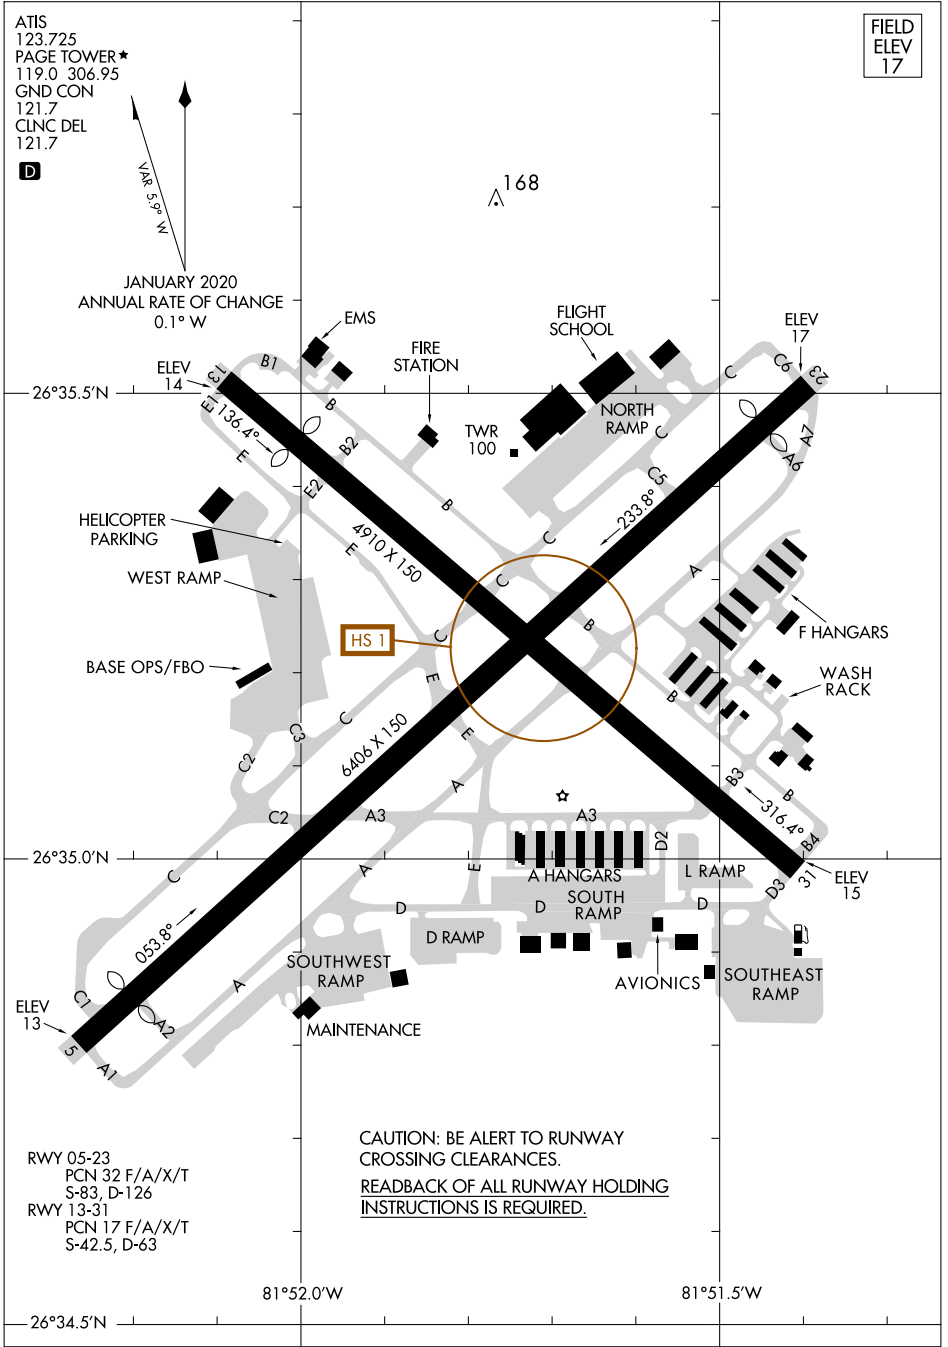 ATIS
123.725
PAGE TOWER★
119.0 306.95
GND CON
121.7
CLNC DEL
121.7
D
FIELD
ELEV
17
VAR 5.9° W
JANUARY 2020
ANNUAL RATE OF CHANGE
0.1° W
168
EMS
FIRE
STATION
FLIGHT
SCHOOL
ELEV
17
ELEV
14
13
B1
C
C6
23
26°35.5'N
E1
136.4°
B
B2
TWR
100
NORTH
RAMP
C
A7
A6
E
E2
C5
B
233.8°
HELICOPTER
PARKING
4910 X 150
E
C
WEST RAMP
C
A
HS 1
C
B
F HANGARS
BASE OPS/FBO
E
B
WASH
RACK
C
C3
6406 X 150
E
C2
A
B3
B
316.4°
C2
A3
A3
D2
B4
26°35.0'N
A
E
A HANGARS
L RAMP
31
D3
ELEV
15
C
D
D
SOUTH
RAMP
D
053.8°
D RAMP
SOUTHWEST
RAMP
AVIONICS
SOUTHEAST
RAMP
A
C1
A2
ELEV
13
MAINTENANCE
5
A1
RWY 05-23
PCN 32 F/A/X/T
S-83, D-126
RWY 13-31
PCN 17 F/A/X/T
S-42.5, D-63
CAUTION: BE ALERT TO RUNWAY
CROSSING CLEARANCES.
READBACK OF ALL RUNWAY HOLDING
INSTRUCTIONS IS REQUIRED.
81°52.0'W
81°51.5'W
26°34.5'N